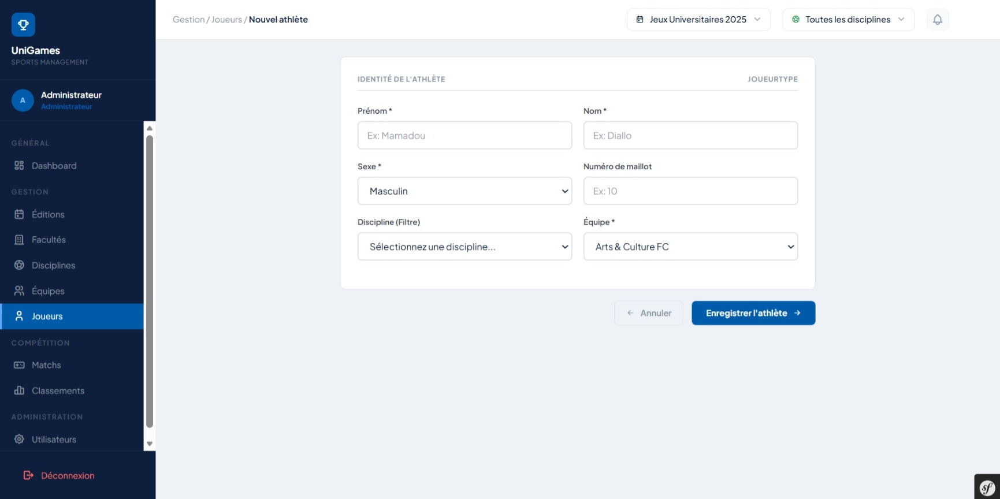 UniGames
SPORTS MANAGEMENT
A
Administrateur
Administrateur
GÉNÉRAL
Dashboard
GESTION
Éditions
Facultés
Disciplines
Équipes
Joueurs
COMPÉTITION
Matchs
Classements
ADMINISTRATION
Utilisateurs
Déconnexion
Gestion / Joueurs / Nouvel athlète
Jeux Universitaires 2025
Toutes les disciplines
IDENTITÉ DE L'ATHLÈTE
JOUEURTYPE
Prénom *
Nom *
Ex: Mamadou
Ex: Diallo
Sexe *
Numéro de maillot
Masculin
Ex: 10
Discipline (Filtre)
Équipe *
Sélectionnez une discipline...
Arts & Culture FC
← Annuler
Enregistrer l'athlète →
sf